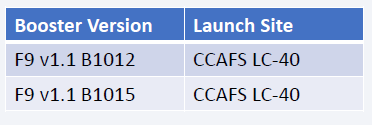 Booster Version Launch Site
F9 v1.1 B1012 CCAFS LC-40
F9 v1.1 B1015 CCAFS LC-40